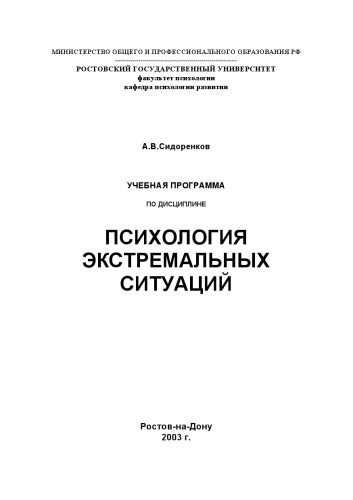 МИНИСТЕРСТВО ОБЩЕГО И ПРОФЕССИОНАЛЬНОГО ОБРАЗОВАНИЯ РФ
РОСТОВСКИЙ ГОСУДАРСТВЕННЫЙ УНИВЕРСИТЕТ
факультет психологии
кафедра психологии развития
А.В.Сидоренков
УЧЕБНАЯ ПРОГРАММА
ПО ДИСЦИПЛИНЕ
ПСИХОЛОГИЯ
ЭКСТРЕМАЛЬНЫХ
СИТУАЦИЙ
Ростов-на-Дону
2003 г.